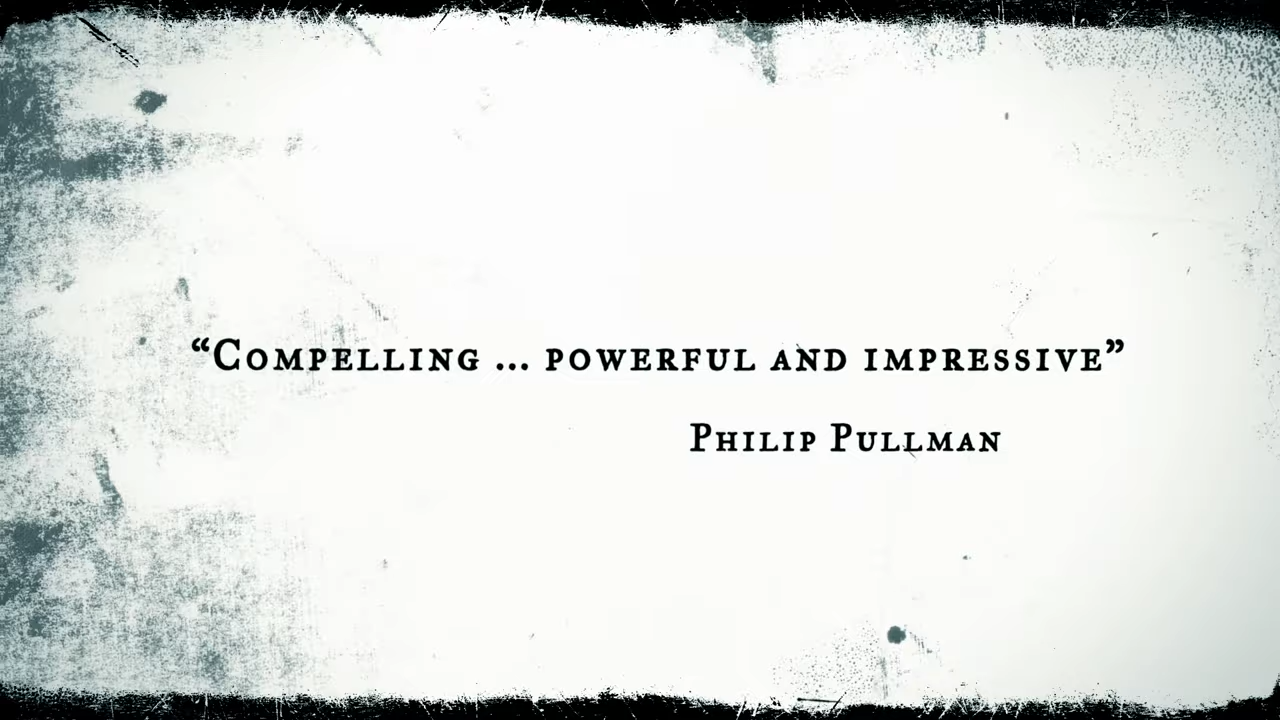 “Compelling ... powerful and impressive”
Philip Pullman